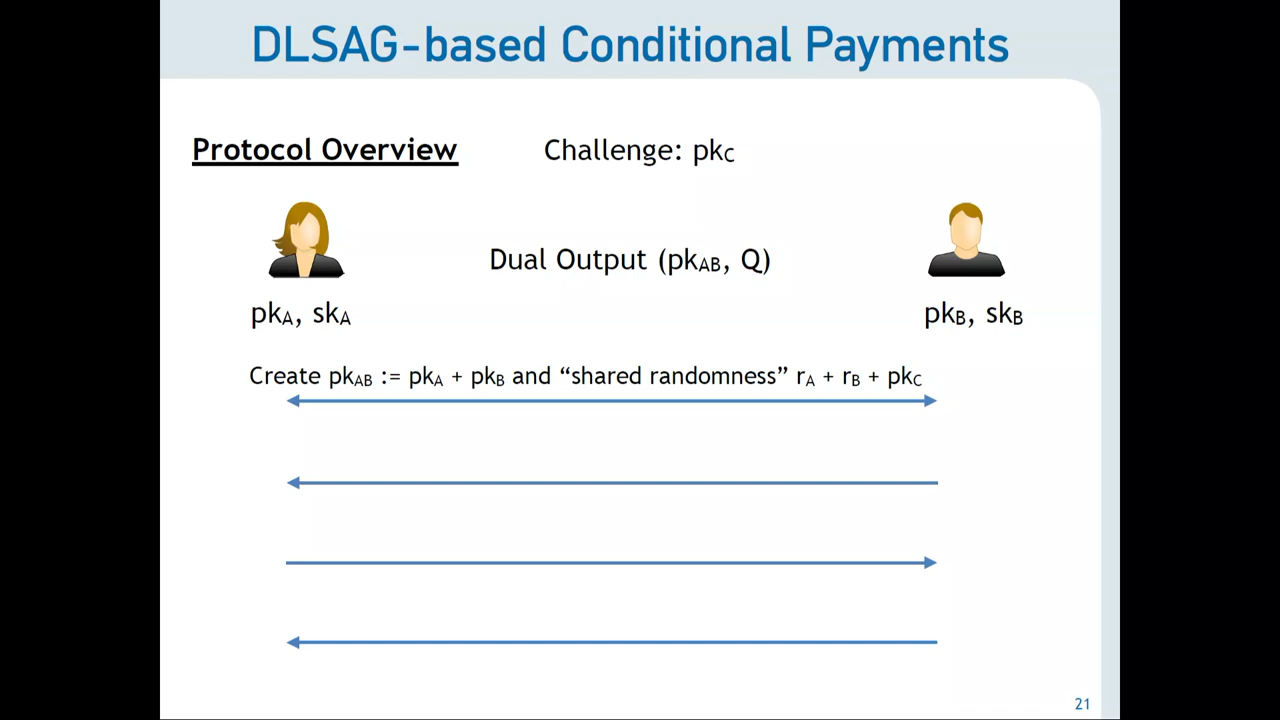 DLSAG-based Conditional Payments
Protocol Overview
Challenge: pkC
Dual Output (pkAB, Q)
pkA, skA
pkB, skB
Create pkAB := pkA + pkB and “shared randomness” rA + rB + pkC
21